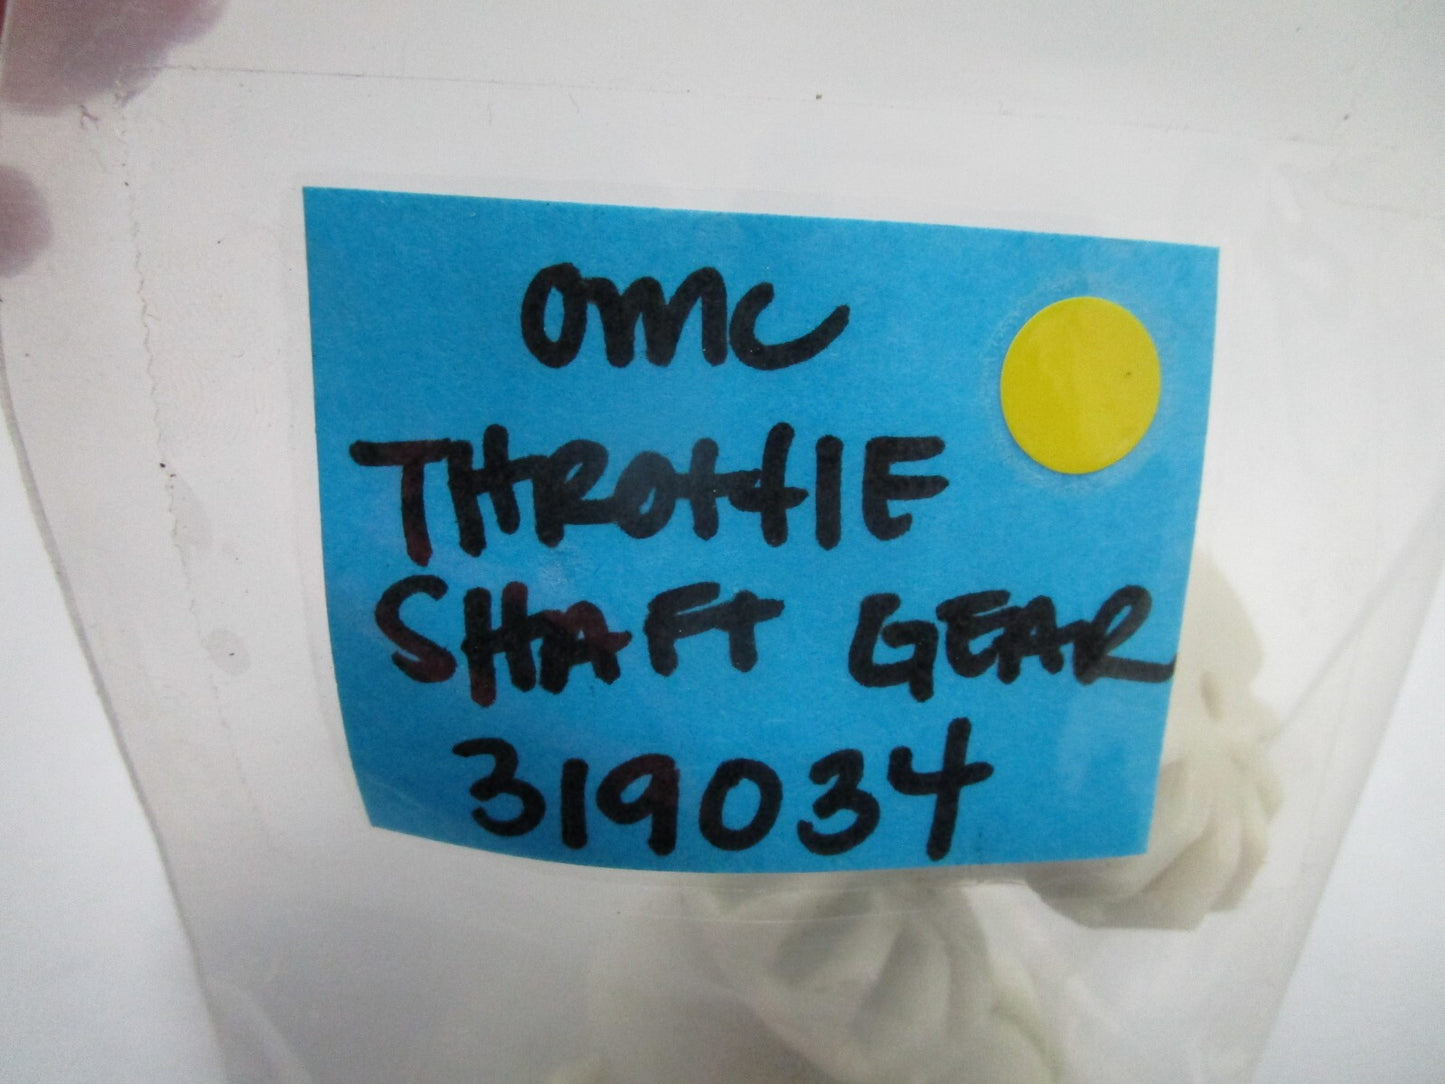 OMC
THROTTLE
SHAFT GEAR
319034